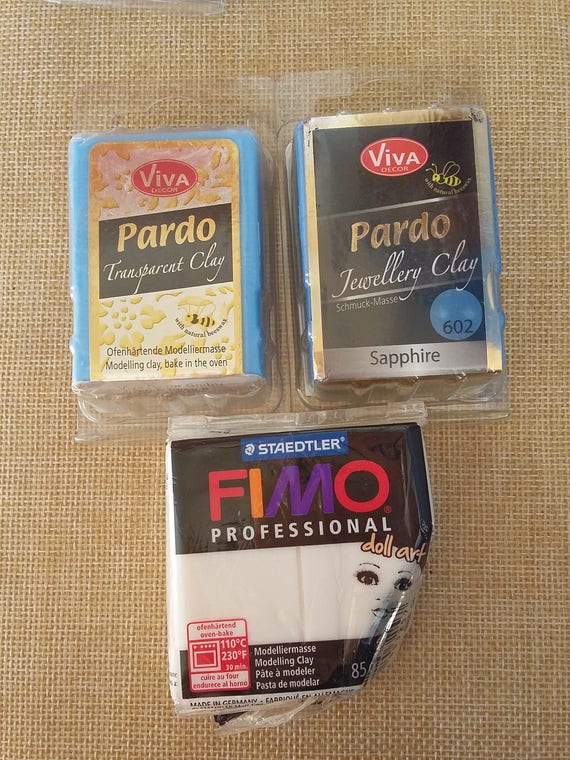 VIVA
DECOR
Pardo
Transparent Clay
with natural beeswax
Ofenhärtende Modelliermasse
Modelling clay, bake in the oven
VIVA
DECOR
with natural beeswax
Pardo
Jewellery Clay
Schmuck-Masse
602
Sapphire
STAEDTLER®
FIMO®
PROFESSIONAL
doll art
ofenhärtend
oven-bake
110°C
230°F
30 min.
cuire au four
endurece al horno
Modelliermasse
Modelling Clay
Pâte à modeler
Pasta de modelar
85
MADE IN GERMANY - FABRIQUÉ EN ALLEMAGNE